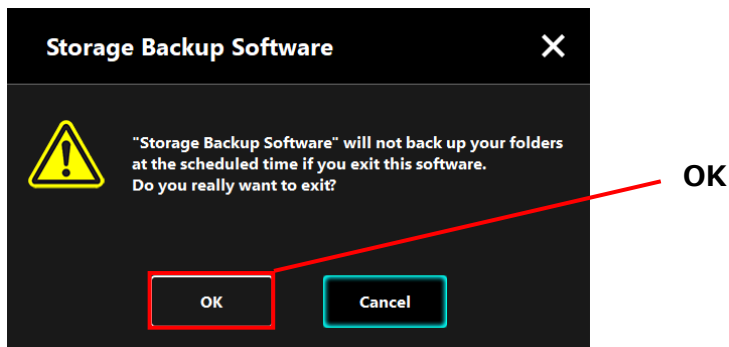 Storage Backup Software
"Storage Backup Software" will not back up your folders
at the scheduled time if you exit this software.
Do you really want to exit?
OK
OK
Cancel